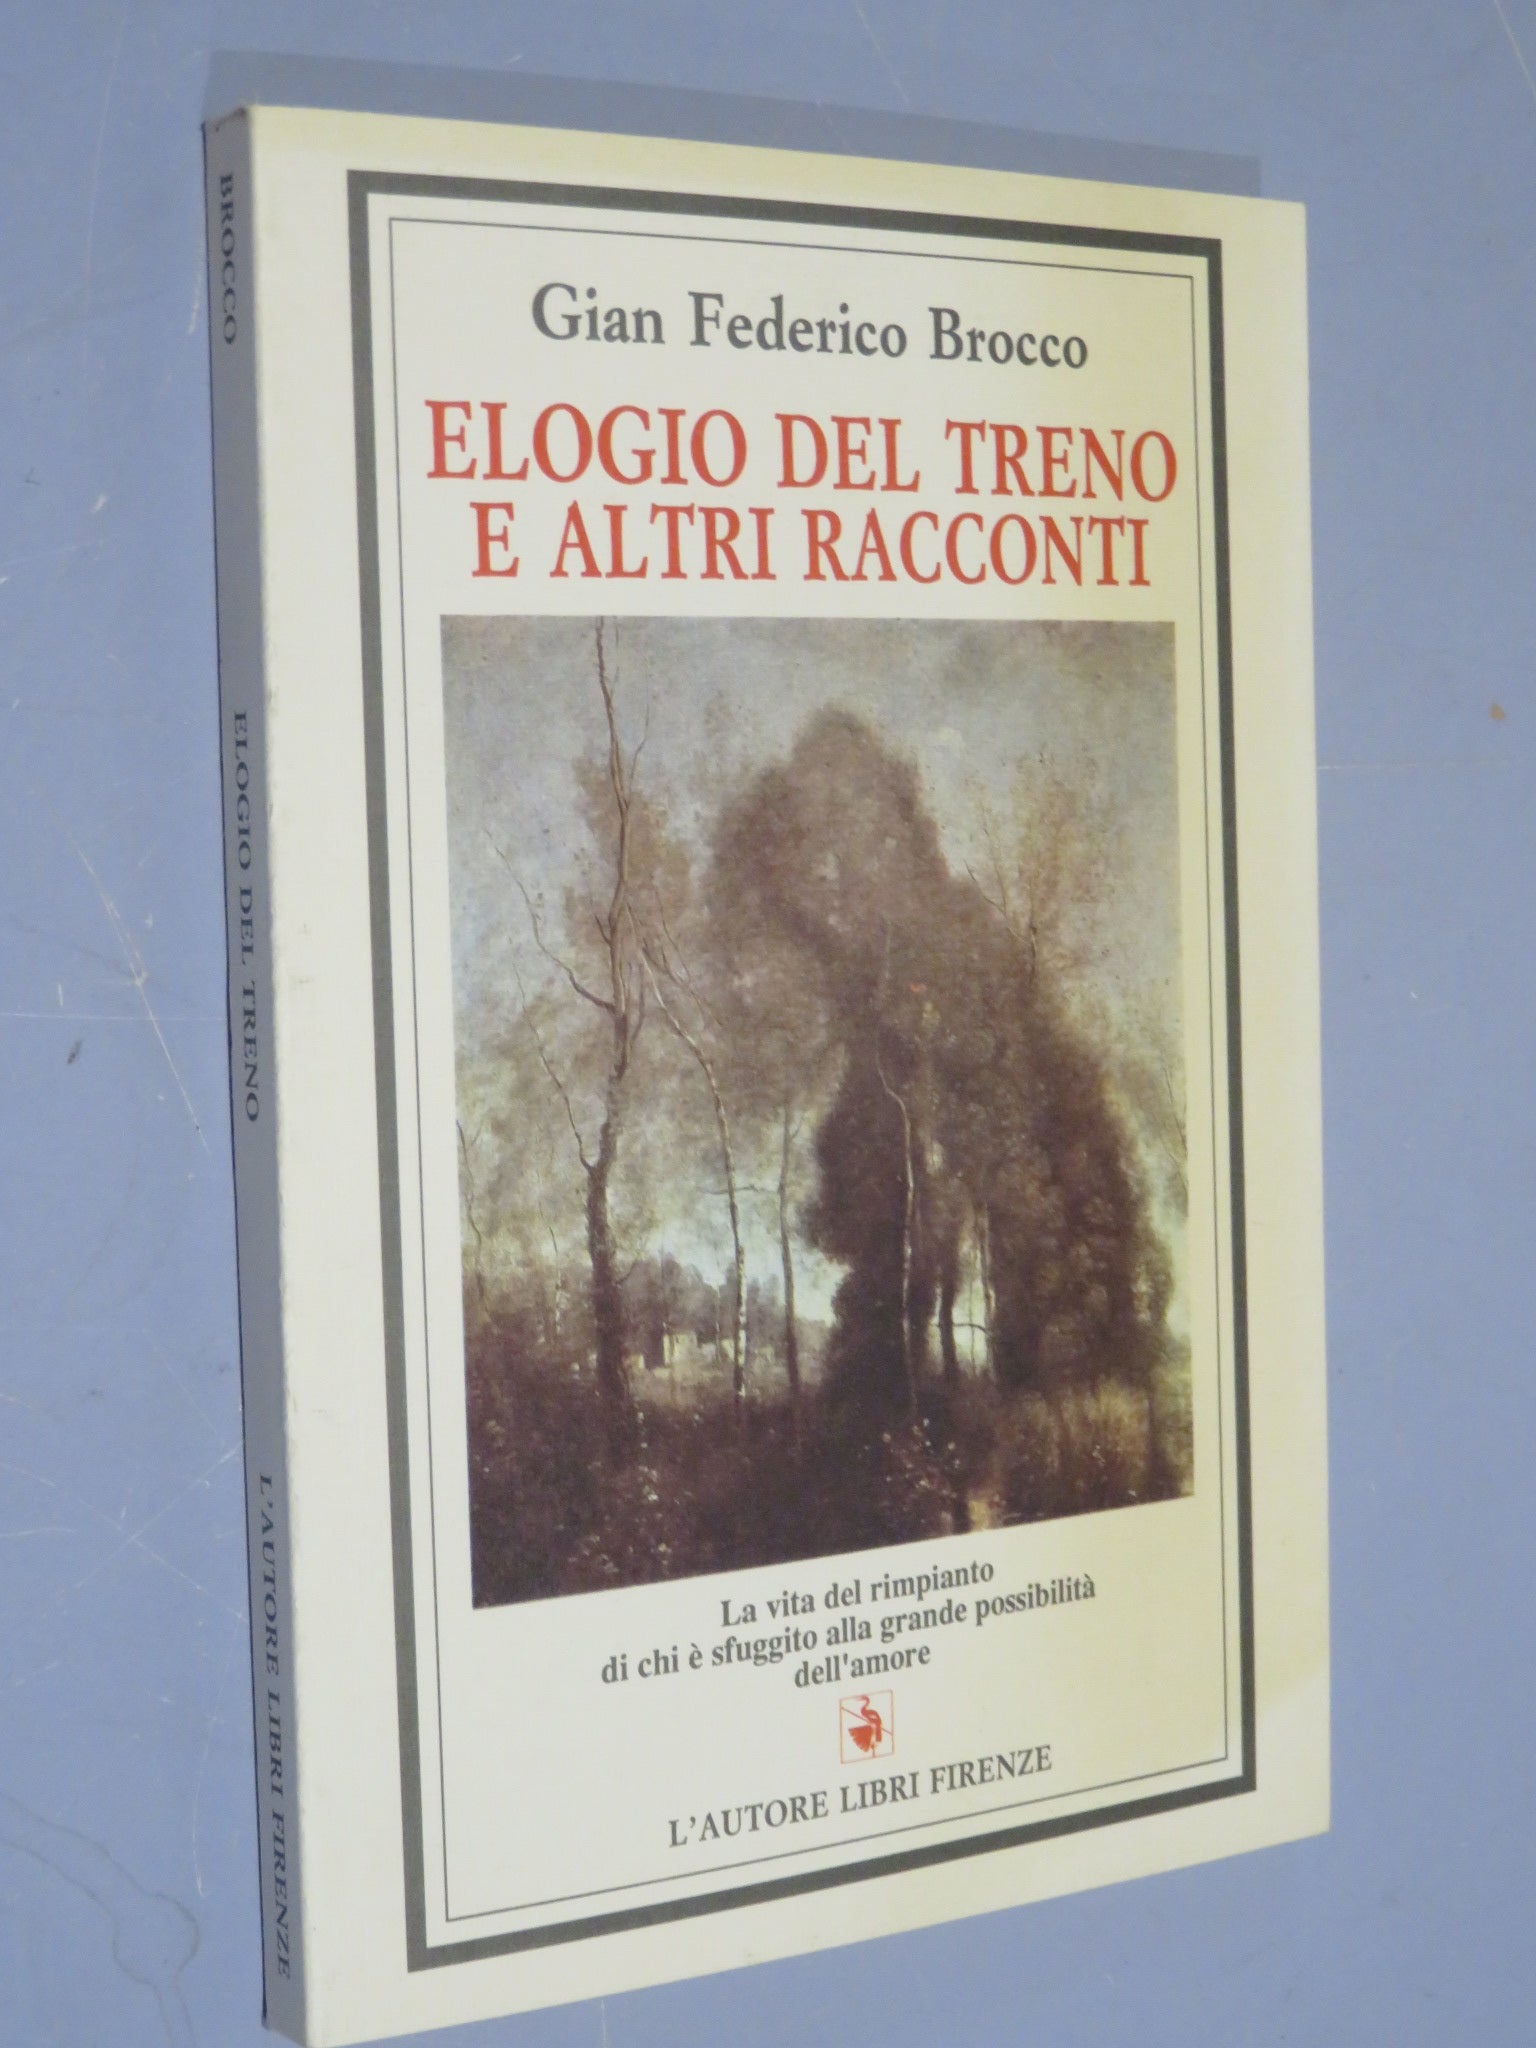 Gian Federico Brocco
ELOGIO DEL TRENO
E ALTRI RACCONTI
La vita del rimpianto
di chi è sfuggito alla grande possibilità
dell'amore
L'AUTORE LIBRI FIRENZE
BROCCO
ELOGIO DEL TRENO
L'AUTORE LIBRI FIRENZE